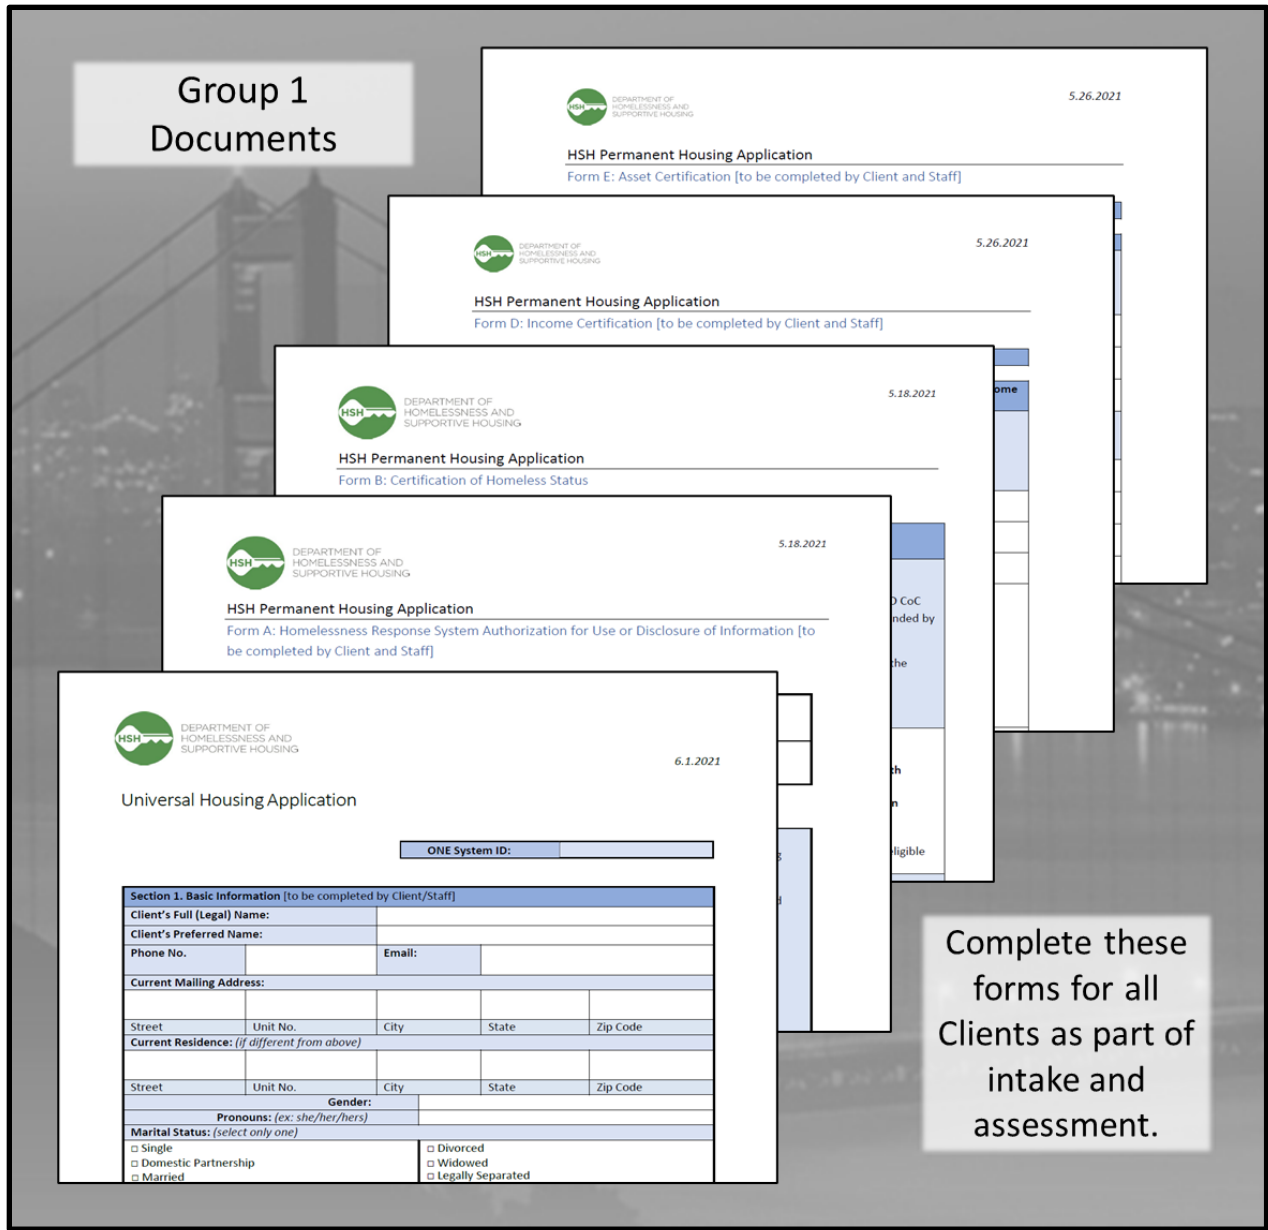 Group 1
Documents
HSH
DEPARTMENT OF
HOMELESSNESS AND
SUPPORTIVE HOUSING
5.26.2021
HSH Permanent Housing Application
Form E: Asset Certification [to be completed by Client and Staff]
HSH
DEPARTMENT OF
HOMELESSNESS AND
SUPPORTIVE HOUSING
5.26.2021
HSH Permanent Housing Application
Form D: Income Certification [to be completed by Client and Staff]
ome
HSH
DEPARTMENT OF
HOMELESSNESS AND
SUPPORTIVE HOUSING
5.18.2021
HSH Permanent Housing Application
Form B: Certification of Homeless Status
CoC
nded by
the
th
n
eligible
HSH
DEPARTMENT OF
HOMELESSNESS AND
SUPPORTIVE HOUSING
5.18.2021
HSH Permanent Housing Application
Form A: Homelessness Response System Authorization for Use or Disclosure of Information [to
be completed by Client and Staff]
HSH
DEPARTMENT OF
HOMELESSNESS AND
SUPPORTIVE HOUSING
6.1.2021
Universal Housing Application
ONE System ID:
Section 1. Basic Information [to be completed by Client/Staff]
Client's Full (Legal) Name:
Client's Preferred Name:
Phone No. Email:
Current Mailing Address:
Street Unit No. City State Zip Code
Current Residence: (if different from above)
Street Unit No. City State Zip Code
Gender:
Pronouns: (ex: she/her/hers)
Marital Status: (select only one)
□ Single □ Divorced
□ Domestic Partnership □ Widowed
□ Married □ Legally Separated
Complete these
forms for all
Clients as part of
intake and
assessment.